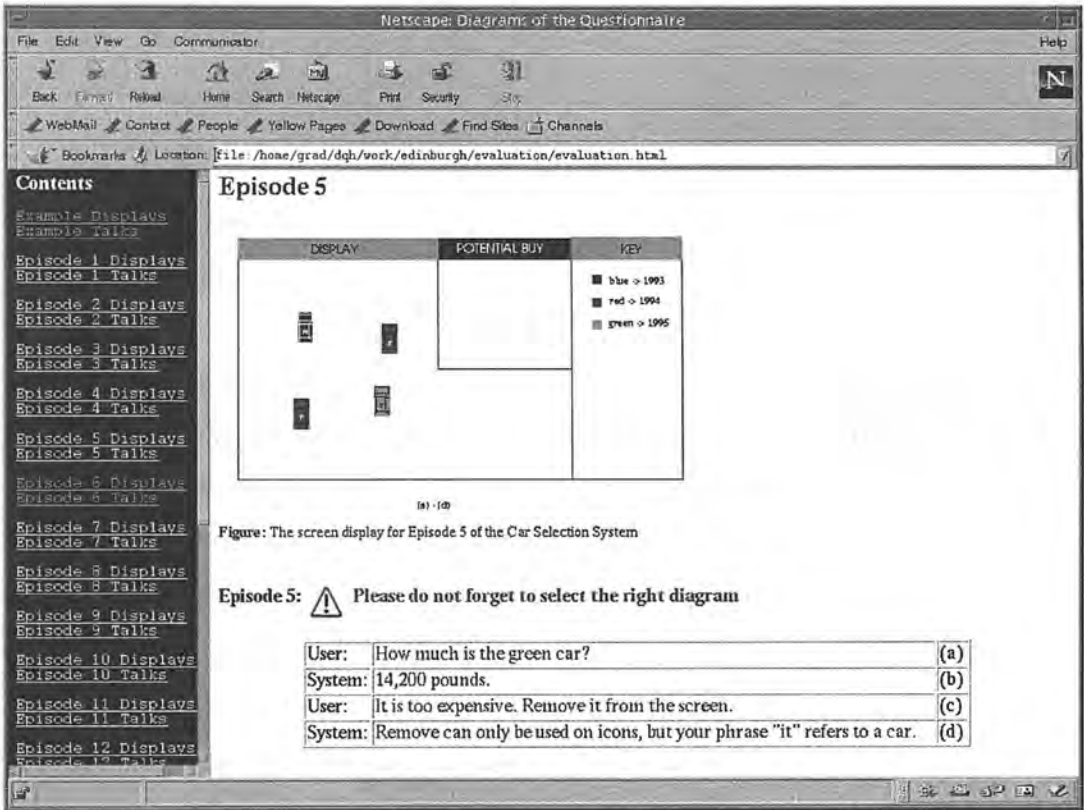 Netscape: Diagrams of the Questionnaire
File Edit View Go Communicator Help
Back Forward Reload Home Search Netscape Print Security Stop
WebMail Contact People Yellow Pages Download Find Sites Channels
Bookmarks Location: file:/home/grad/dqh/work/edinburgh/evaluation/evaluation.html
Contents
Example Displays
Example Talks
Episode 1 Displays
Episode 1 Talks
Episode 2 Displays
Episode 2 Talks
Episode 3 Displays
Episode 3 Talks
Episode 4 Displays
Episode 4 Talks
Episode 5 Displays
Episode 5 Talks
Episode 6 Displays
Episode 6 Talks
Episode 7 Displays
Episode 7 Talks
Episode 8 Displays
Episode 8 Talks
Episode 9 Displays
Episode 9 Talks
Episode 10 Displays
Episode 10 Talks
Episode 11 Displays
Episode 11 Talks
Episode 12 Displays
Episode 12 Talks
Episode 5
DISPLAY POTENTIAL BUY KEY
blue -> 1993
red -> 1994
green -> 1995
(a) - (d)
Figure: The screen display for Episode 5 of the Car Selection System
Episode 5: Please do not forget to select the right diagram
User: How much is the green car? (a)
System: 14,200 pounds. (b)
User: It is too expensive. Remove it from the screen. (c)
System: Remove can only be used on icons, but your phrase "it" refers to a car. (d)
N